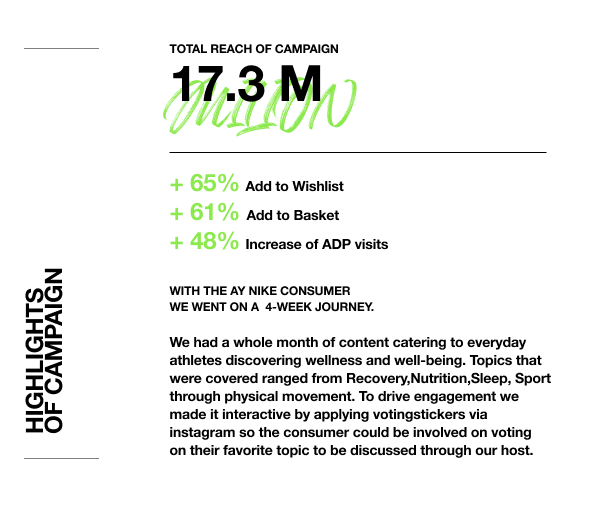 TOTAL REACH OF CAMPAIGN
17.3 M
MILION
+ 65% Add to Wishlist
+ 61% Add to Basket
+ 48% Increase of ADP visits
HIGHLIGHTS
OF CAMPAIGN
WITH THE AY NIKE CONSUMER
WE WENT ON A  4-WEEK JOURNEY.
We had a whole month of content catering to everyday
athletes discovering wellness and well-being. Topics that
were covered ranged from Recovery,Nutrition,Sleep, Sport
through physical movement. To drive engagement we
made it interactive by applying votingstickers via
instagram so the consumer could be involved on voting
on their favorite topic to be discussed through our host.